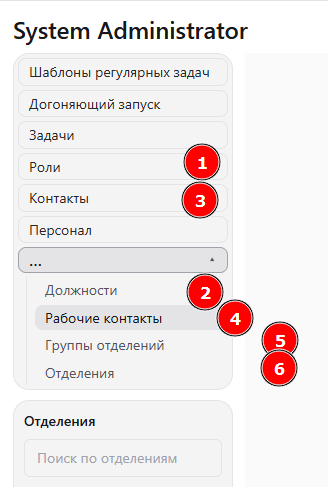 System Administrator
Шаблоны регулярных задач
Догоняющий запуск
Задачи
Роли 1
Контакты 3
Персонал
...
Должности 2
Рабочие контакты 4
Группы отделений 5
Отделения 6
Отделения
Поиск по отделениям